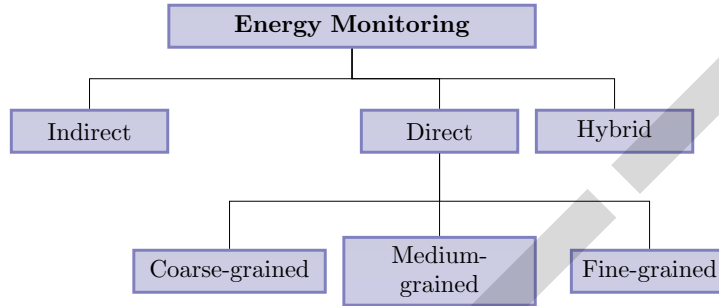 Energy Monitoring
Indirect
Direct
Hybrid
Coarse-grained
Medium-
grained
Fine-grained